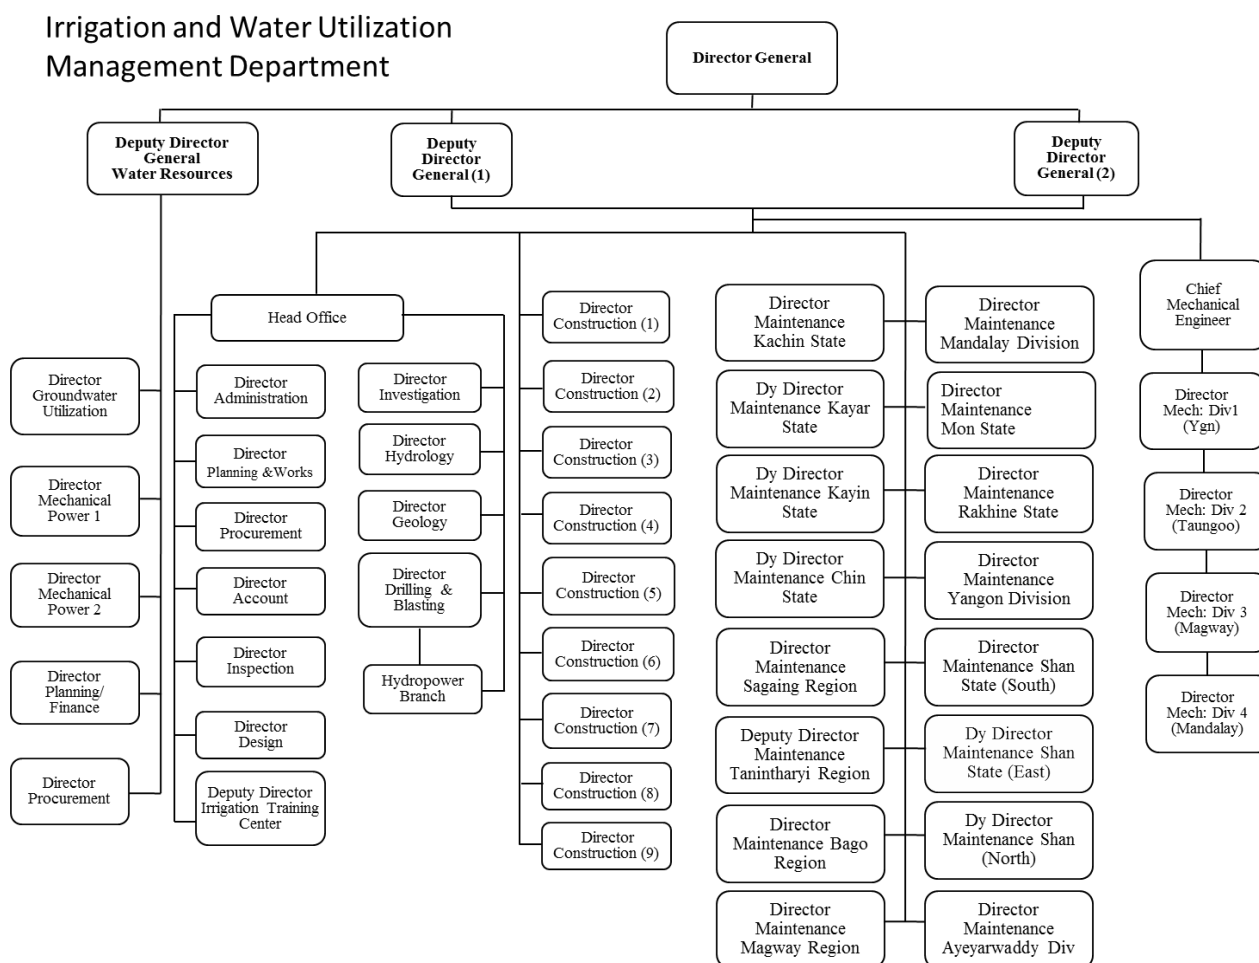 Irrigation and Water Utilization
Management Department
Director General
Deputy Director
General
Water Resources
Deputy
Director
General (1)
Deputy
Director
General (2)
Director
Groundwater
Utilization
Director
Mechanical
Power 1
Director
Mechanical
Power 2
Director
Planning/
Finance
Director
Procurement
Head Office
Director
Administration
Director
Planning &Works
Director
Procurement
Director
Account
Director
Inspection
Director
Design
Deputy Director
Irrigation Training
Center
Director
Investigation
Director
Hydrology
Director
Geology
Director
Drilling &
Blasting
Hydropower
Branch
Director
Construction (1)
Director
Construction (2)
Director
Construction (3)
Director
Construction (4)
Director
Construction (5)
Director
Construction (6)
Director
Construction (7)
Director
Construction (8)
Director
Construction (9)
Director
Maintenance
Kachin State
Dy Director
Maintenance Kayar
State
Dy Director
Maintenance Kayin
State
Dy Director
Maintenance Chin
State
Director
Maintenance
Sagaing Region
Deputy Director
Maintenance
Tanintharyi Region
Director
Maintenance Bago
Region
Director
Maintenance
Magway Region
Director
Maintenance
Mandalay Division
Director
Maintenance
Mon State
Director
Maintenance
Rakhine State
Director
Maintenance
Yangon Division
Director
Maintenance Shan
State (South)
Dy Director
Maintenance Shan
State (East)
Dy Director
Maintenance Shan
(North)
Director
Maintenance
Ayeyarwaddy Div
Chief
Mechanical
Engineer
Director
Mech: Div1
(Ygn)
Director
Mech: Div 2
(Taungoo)
Director
Mech: Div 3
(Magway)
Director
Mech: Div 4
(Mandalay)